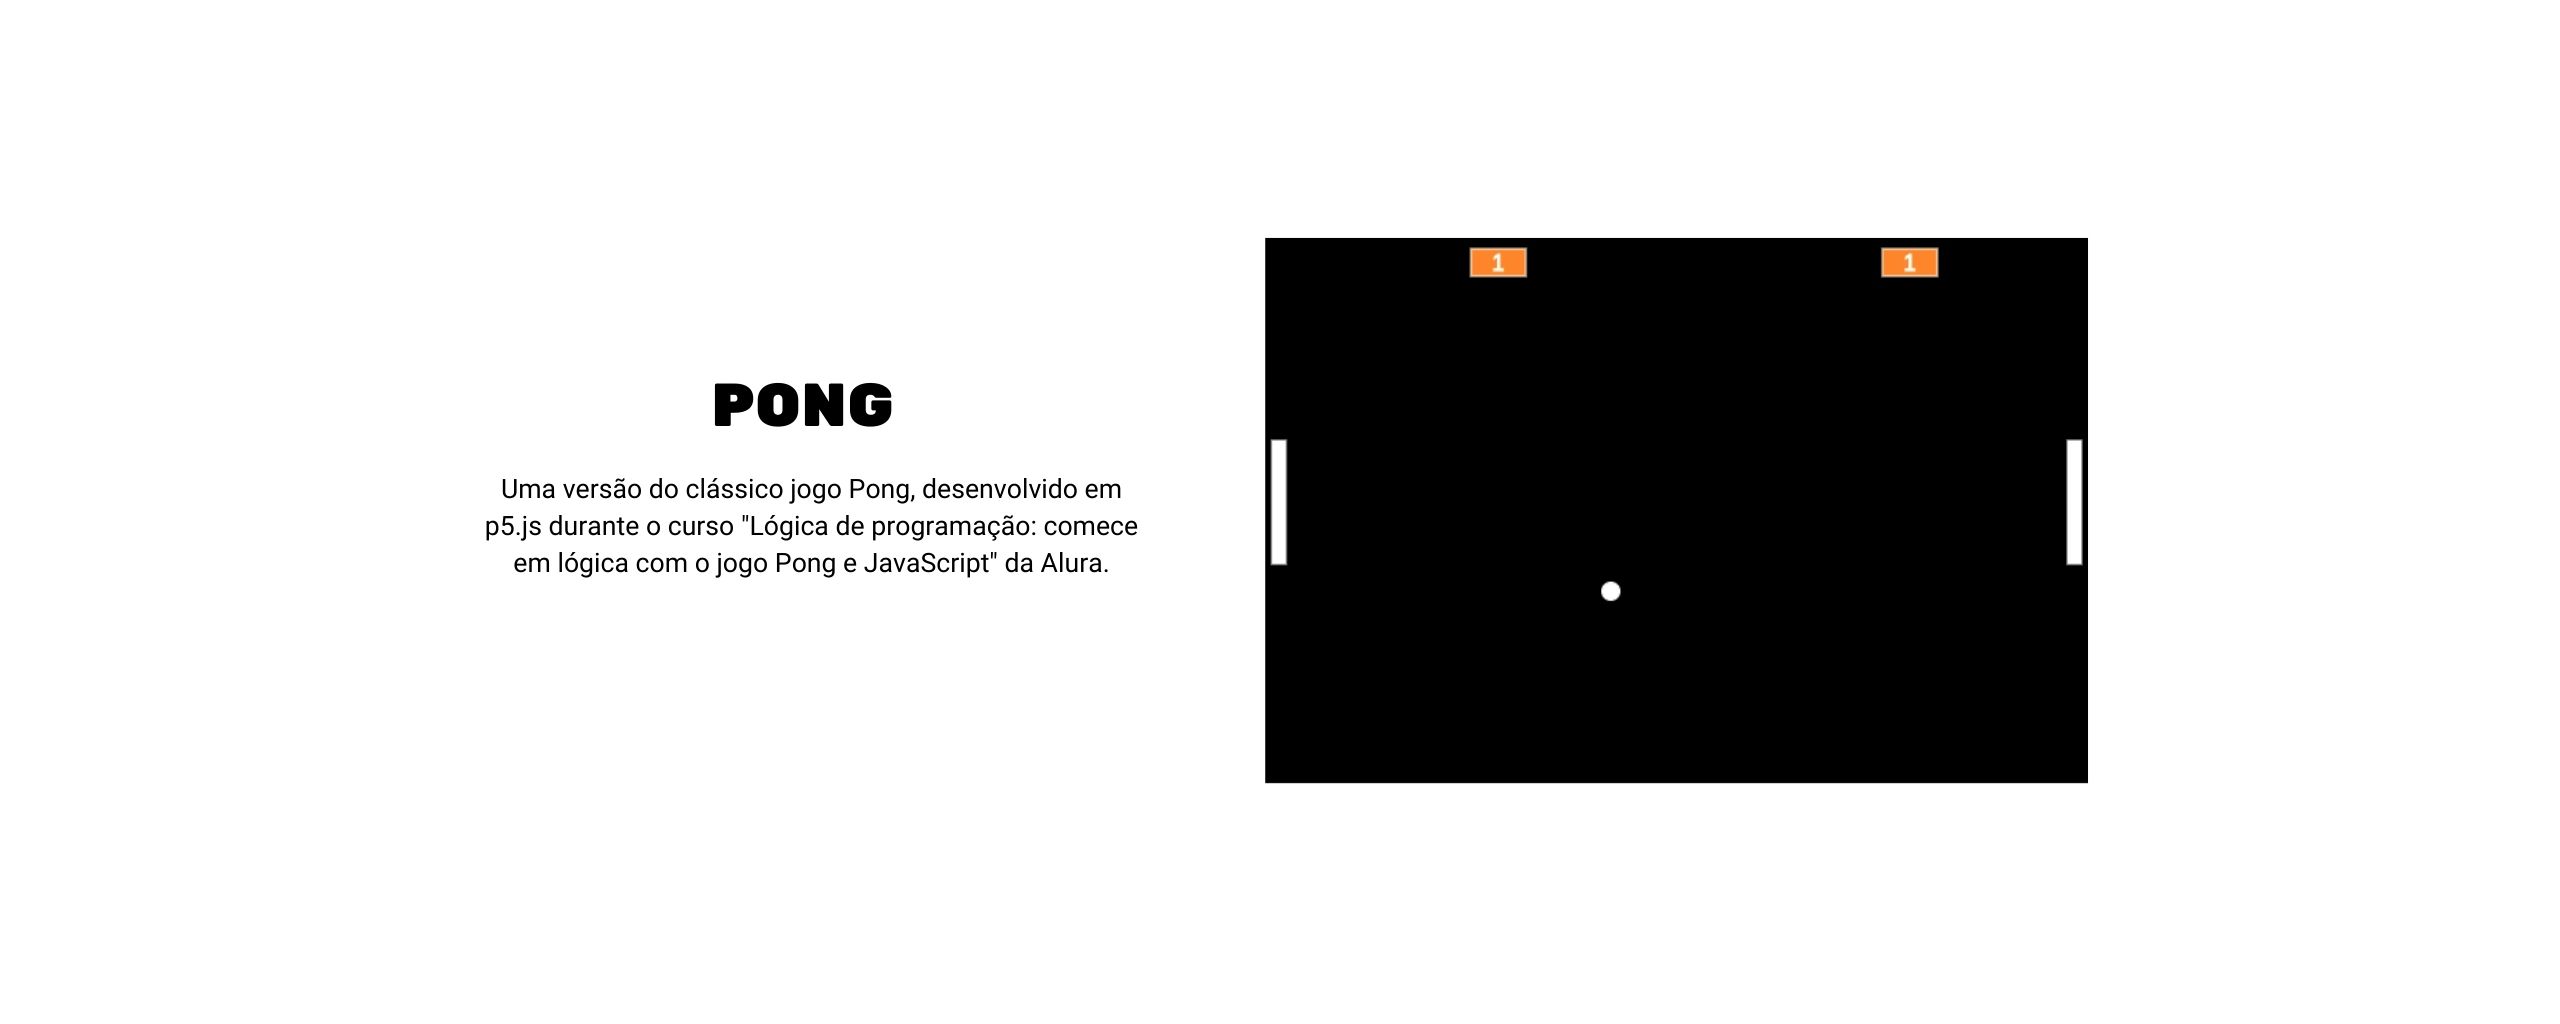 PONG
Uma versão do clássico jogo Pong, desenvolvido em
p5.js durante o curso "Lógica de programação: comece
em lógica com o jogo Pong e JavaScript" da Alura.
1 1